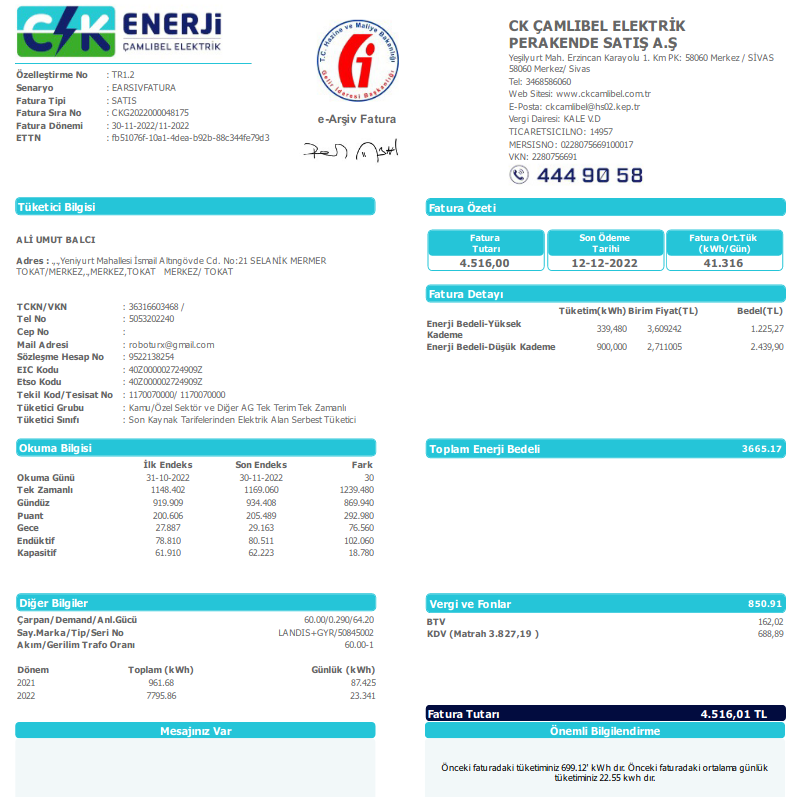 CK ENERJİ
ÇAMLIBEL ELEKTRİK
Özelleştirme No : TR1.2
Senaryo : EARSIVFATURA
Fatura Tipi : SATIS
Fatura Sıra No : CKG2022000048175
Fatura Dönemi : 30-11-2022/11-2022
ETTN : fb51076f-10a1-4dea-b92b-88c344fe79d3
T.C. Hazine ve Maliye Bakanlığı
Gelir İdaresi Başkanlığı
e-Arşiv Fatura
CK ÇAMLIBEL ELEKTRİK
PERAKENDE SATIŞ A.Ş
Yeşilyurt Mah. Erzincan Karayolu 1. Km PK: 58060 Merkez / SİVAS
58060 Merkez/ Sivas
Tel: 3468586060
Web Sitesi: www.ckcamlibel.com.tr
E-Posta: ckcamlibel@hs02.kep.tr
Vergi Dairesi: KALE V.D
TICARETSICILNO: 14957
MERSISNO: 0228075669100017
VKN: 2280756691
444 90 58
Tüketici Bilgisi
ALİ UMUT BALCI
Adres : .,.,Yeniyurt Mahallesi İsmail Altıngövde Cd. No:21 SELANİK MERMER
TOKAT/MERKEZ,.,MERKEZ,TOKAT MERKEZ/ TOKAT
TCKN/VKN : 36316603468 /
Tel No : 5053202240
Cep No :
Mail Adresi : roboturx@gmail.com
Sözleşme Hesap No : 9522138254
EIC Kodu : 40Z000002724909Z
Etso Kodu : 40Z000002724909Z
Tekil Kod/Tesisat No : 1170070000/ 1170070000
Tüketici Grubu : Kamu/Özel Sektör ve Diğer AG Tek Terim Tek Zamanlı
Tüketici Sınıfı : Son Kaynak Tarifelerinden Elektrik Alan Serbest Tüketici
Fatura Özeti
Fatura Tutarı Son Ödeme Tarihi Fatura Ort.Tük (kWh/Gün)
4.516,00 12-12-2022 41.316
Fatura Detayı
Tüketim(kWh) Birim Fiyat(TL) Bedel(TL)
Enerji Bedeli-Yüksek Kademe 339,480 3,609242 1.225,27
Enerji Bedeli-Düşük Kademe 900,000 2,711005 2.439,90
Okuma Bilgisi
İlk Endeks Son Endeks Fark
Okuma Günü 31-10-2022 30-11-2022 30
Tek Zamanlı 1148.402 1169.060 1239.480
Gündüz 919.909 934.408 869.940
Puant 200.606 205.489 292.980
Gece 27.887 29.163 76.560
Endüktif 78.810 80.511 102.060
Kapasitif 61.910 62.223 18.780
Toplam Enerji Bedeli 3665.17
Diğer Bilgiler
Çarpan/Demand/Anl.Gücü 60.00/0.290/64.20
Say.Marka/Tip/Seri No LANDIS+GYR/50845002
Akım/Gerilim Trafo Oranı 60.00-1
Dönem Toplam (kWh) Günlük (kWh)
2021 961.68 87.425
2022 7795.86 23.341
Vergi ve Fonlar 850.91
BTV 162,02
KDV (Matrah 3.827,19 ) 688,89
Fatura Tutarı 4.516,01 TL
Mesajınız Var
Önemli Bilgilendirme
Önceki faturadaki tüketiminiz 699.12' kWh dır. Önceki faturadaki ortalama günlük
tüketiminiz 22.55 kwh dır.